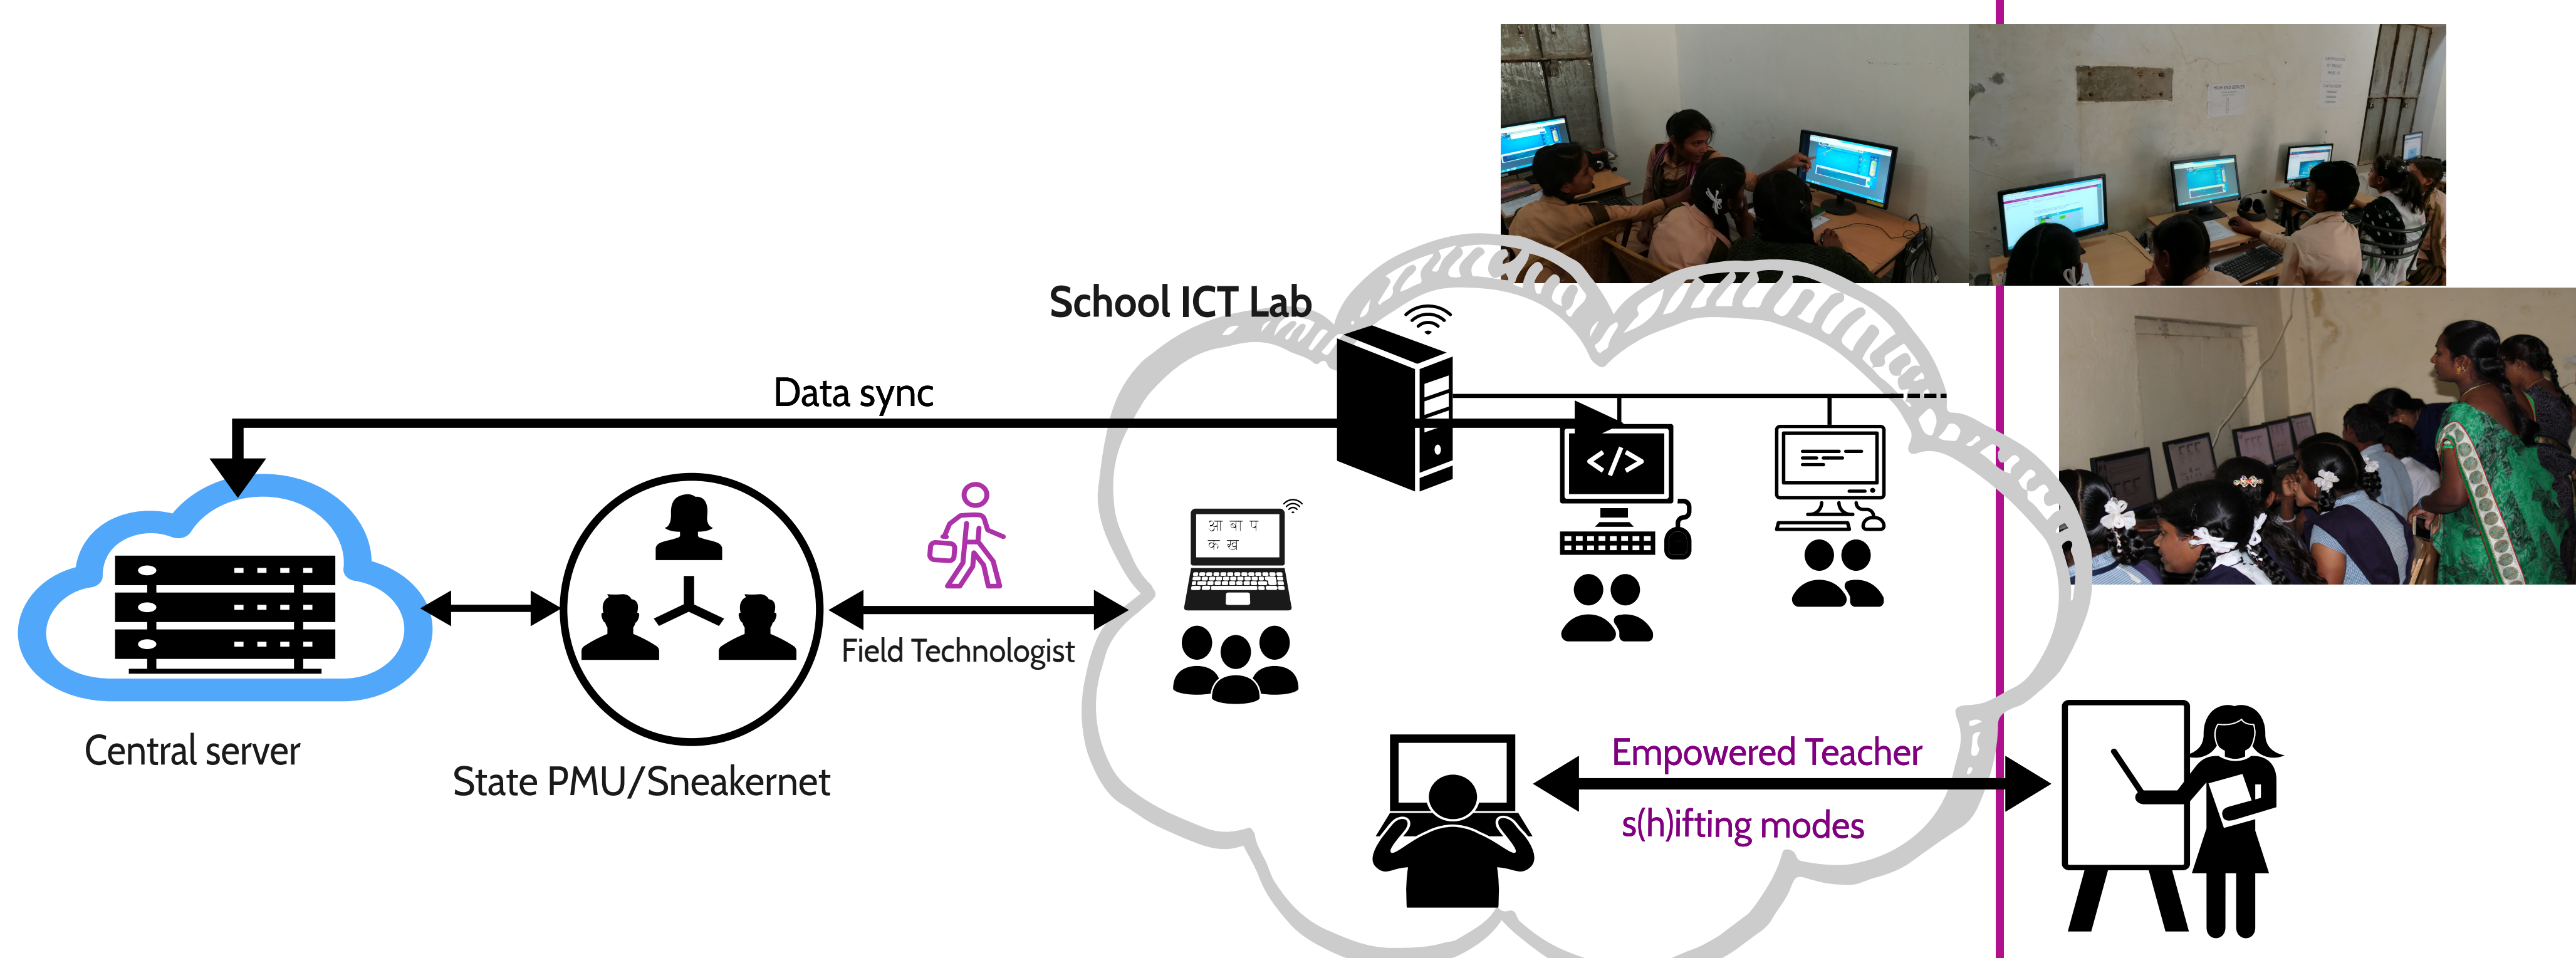 School ICT Lab
Data sync
आ बा प
क ख
</>
Field Technologist
Central server
State PMU/Sneakernet
Empowered Teacher
s(h)ifting modes